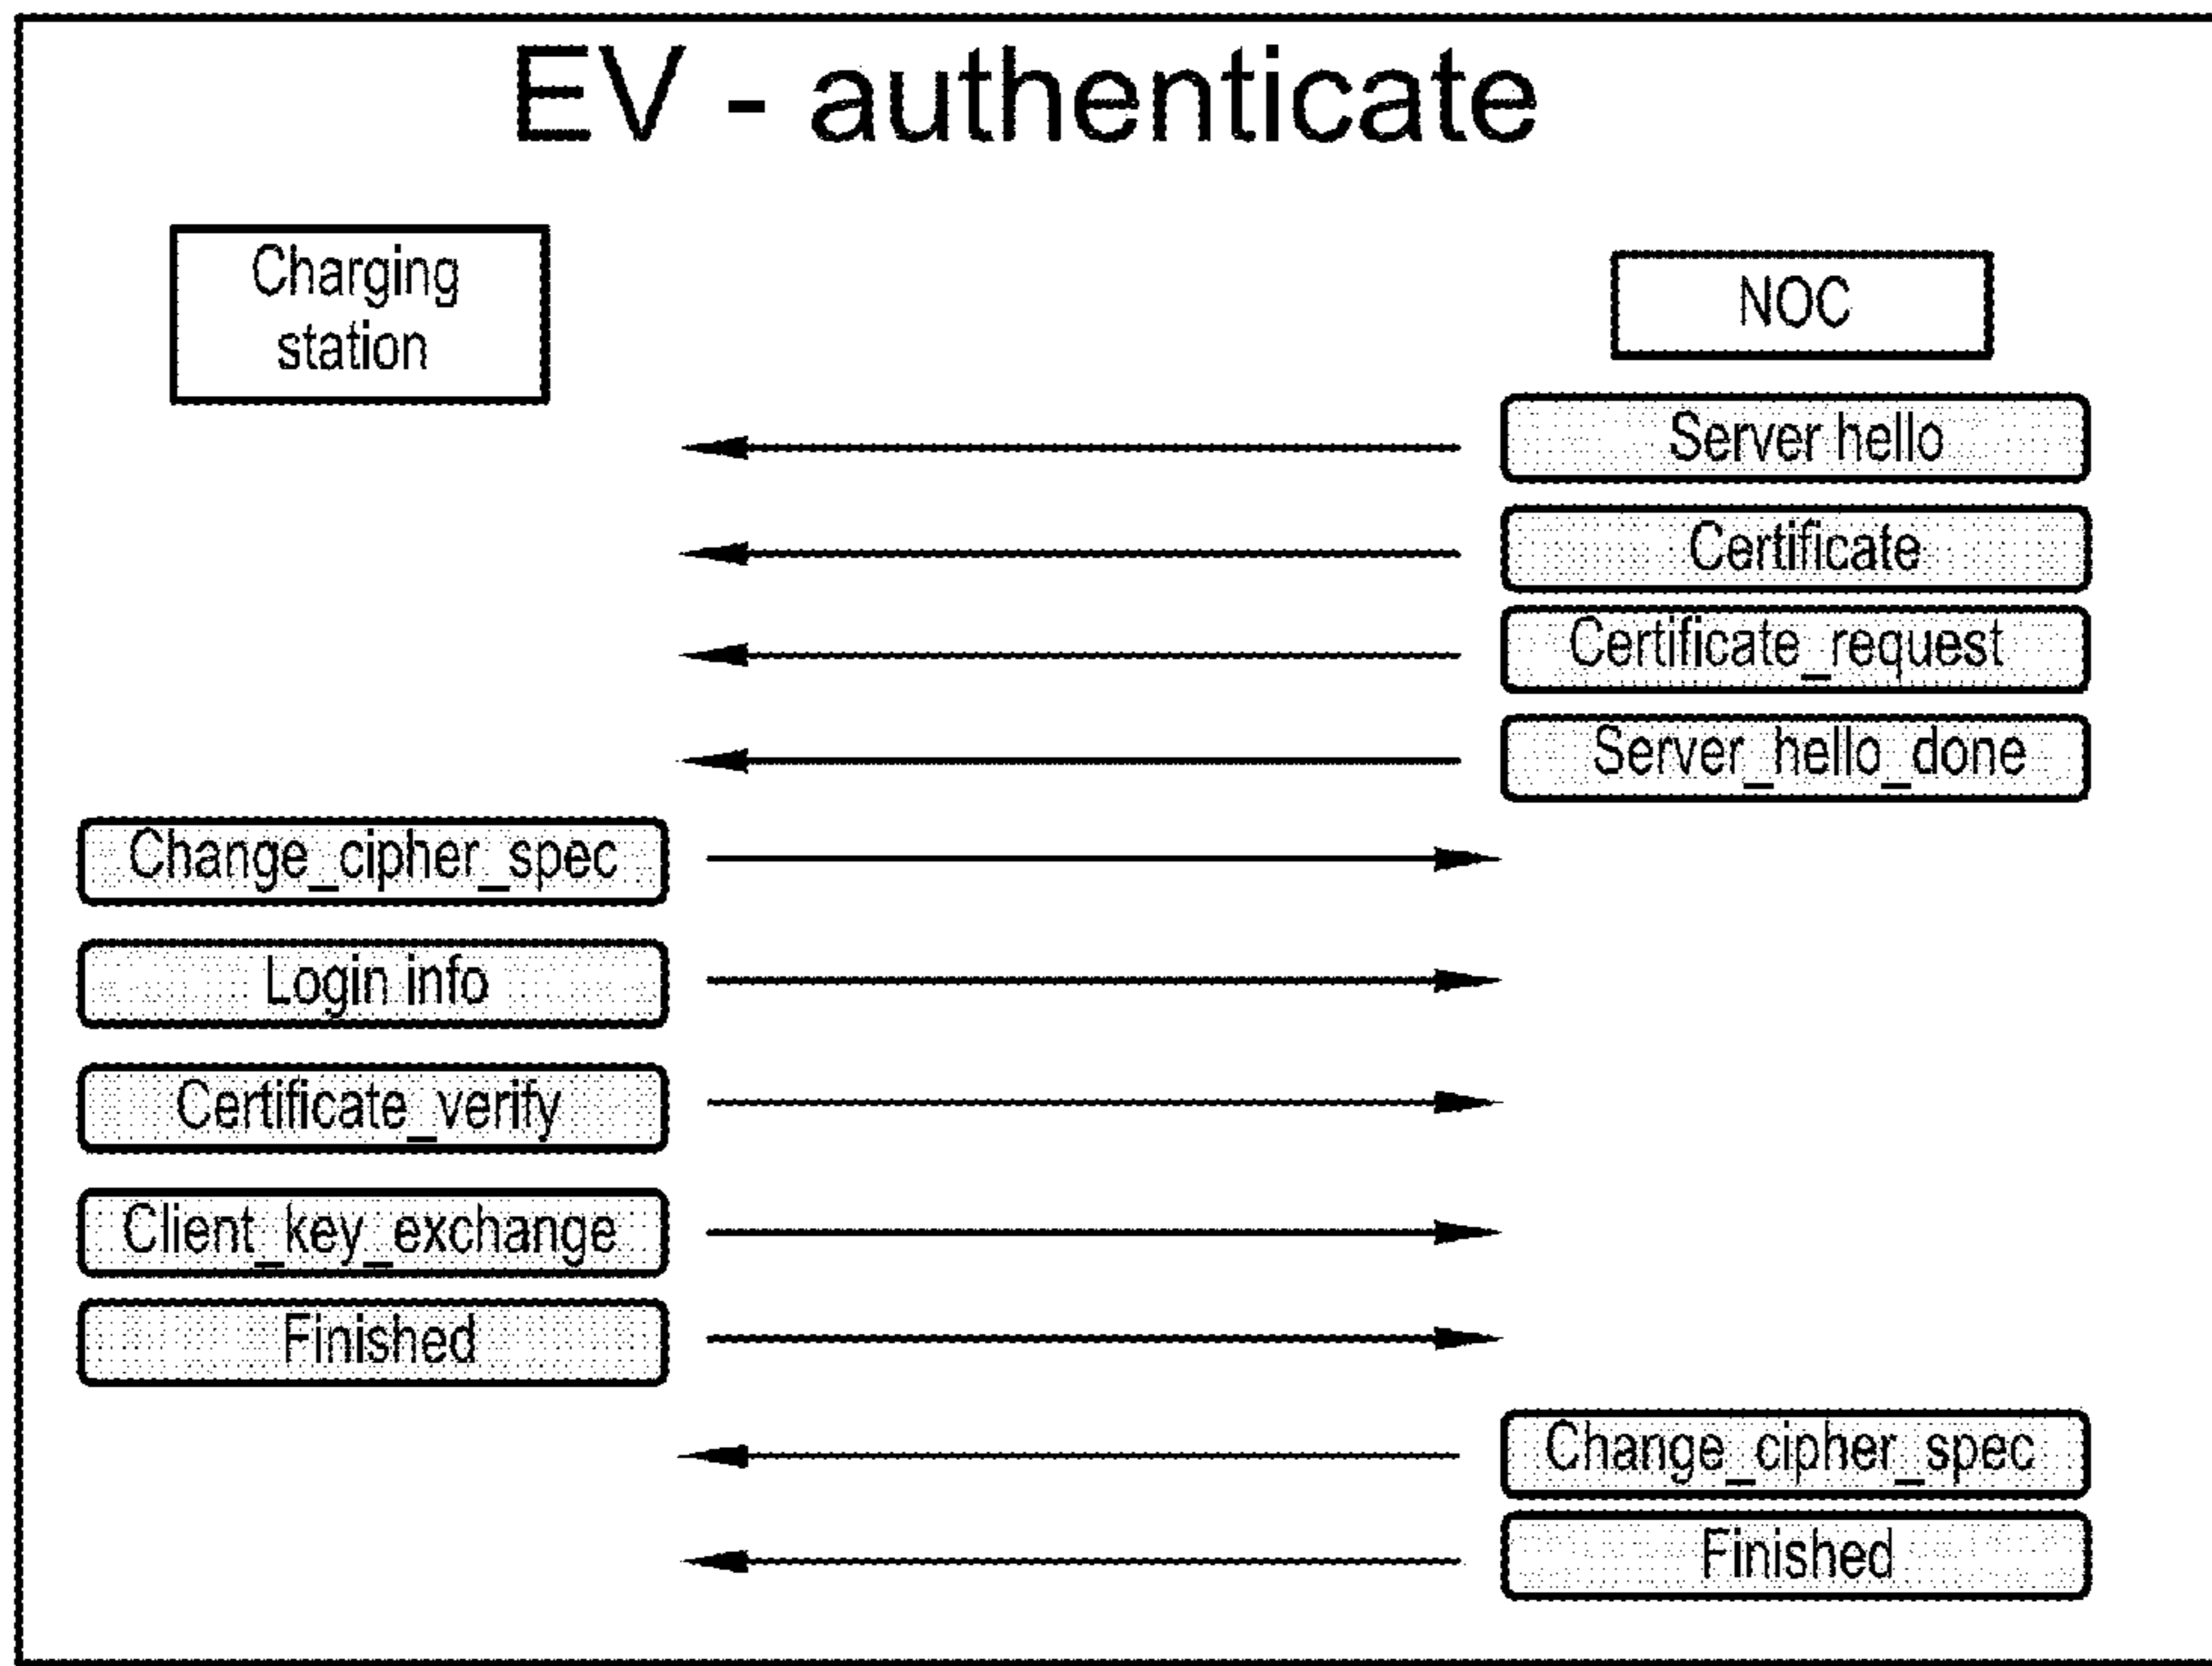 EV - authenticate
Charging
station
NOC
Server hello
Certificate
Certificate_request
Server_hello_done
Change_cipher_spec
Login info
Certificate_verify
Client_key_exchange
Finished
Change_cipher_spec
Finished